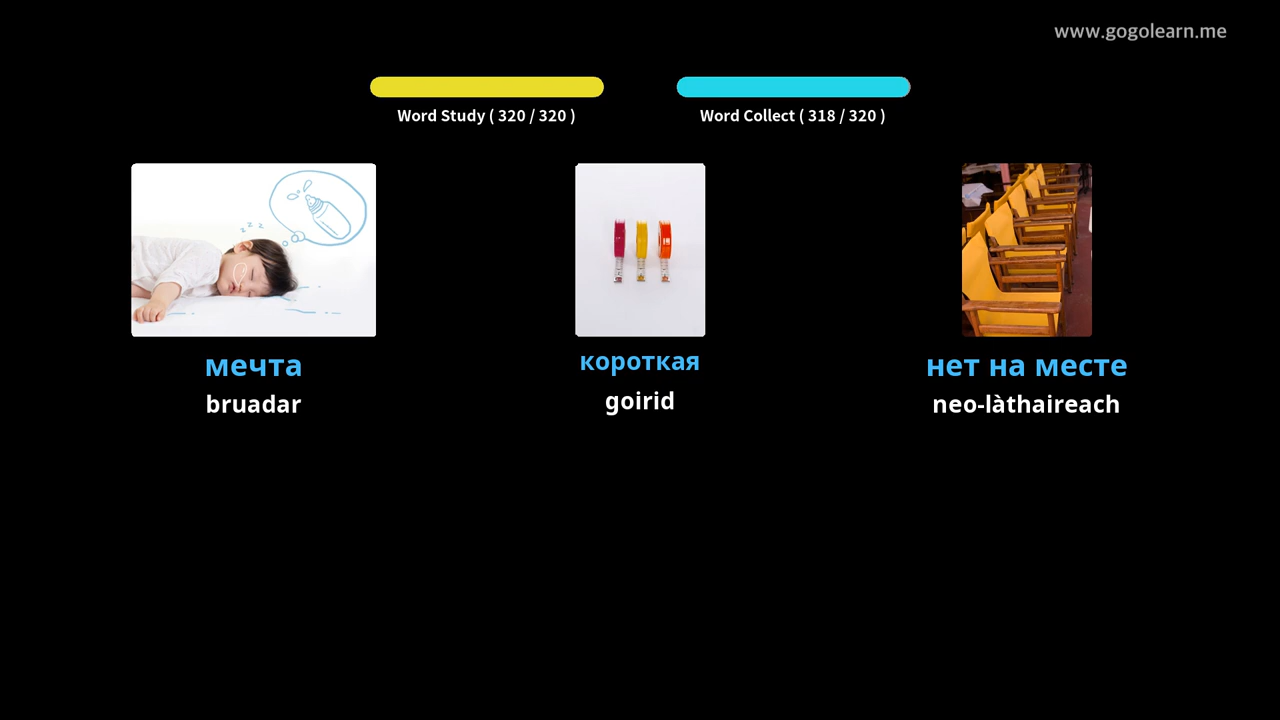 www.gogolearn.me
Word Study ( 320 / 320 )
Word Collect ( 318 / 320 )
z z z
мечта
короткая
нет на месте
bruadar
goirid
neo-làthaireach